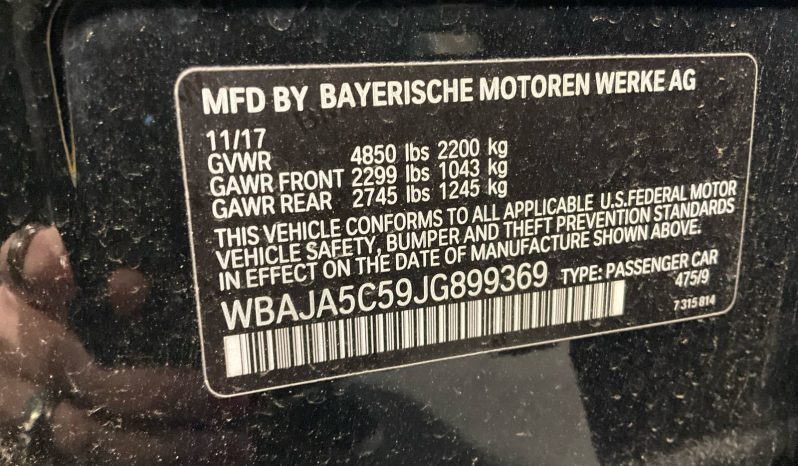 MFD BY BAYERISCHE MOTOREN WERKE AG
11/17
GVWR 4850 lbs 2200 kg
GAWR FRONT 2299 lbs 1043 kg
GAWR REAR 2745 lbs 1245 kg
THIS VEHICLE CONFORMS TO ALL APPLICABLE U.S.FEDERAL MOTOR
VEHICLE SAFETY, BUMPER AND THEFT PREVENTION STANDARDS
IN EFFECT ON THE DATE OF MANUFACTURE SHOWN ABOVE.
WBAJA5C59JG899369 TYPE: PASSENGER CAR
475/9
7 315 814